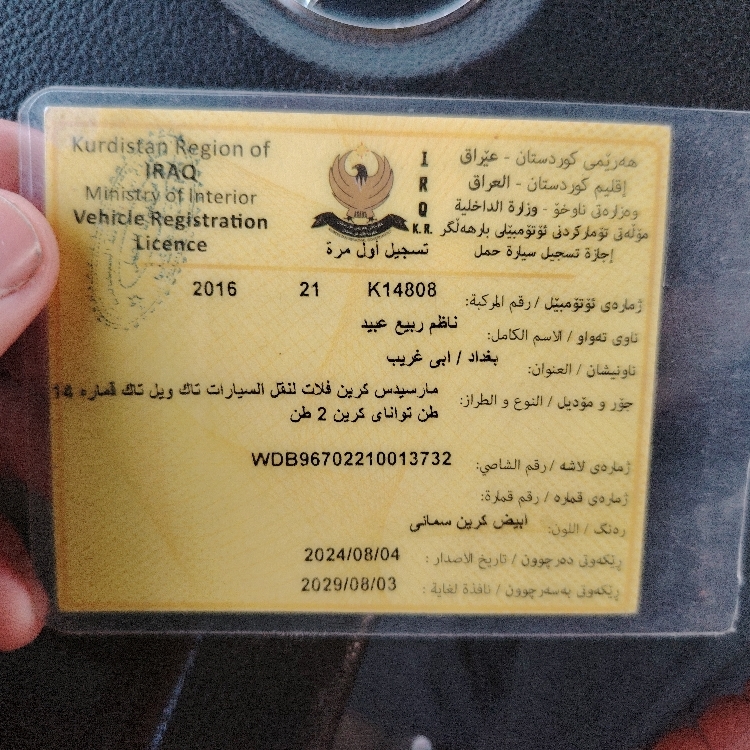 Kurdistan Region of
IRAQ
Ministry of Interior
Vehicle Registration
Licence
I
R
Q
K.R.
تسجيل أول مرة
هەرێمی کوردستان - عێراق
إقليم كوردستان - العراق
وەزارەتی ناوخۆ - وزارة الداخلية
مۆڵەتی تۆمارکردنی ئۆتۆمبێلی بارهەڵگر
إجازة تسجيل سيارة حمل
ژمارەی ئۆتۆمبێل / رقم المركبة: K14808 21 2016
ناوی تەواو / الاسم الكامل: ناظم ربيع عبيد
ناونیشان / العنوان: بغداد / ابي غريب
جۆر و مۆدیل / النوع و الطراز: مارسيدس كرين فلات لنقل السيارات تاك ويل تاك قماره 14
طن توانای كرين 2 طن
ژمارەی لاشە / رقم الشاصي: WDB96702210013732
ژمارەی قمارە / رقم قمارة:
رەنگ / اللون: ابيض كرين سمائي
ڕێکەوتی دەرچوون / تاريخ الاصدار : 2024/08/04
ڕێکەوتی بەسەرچوون / نافذة لغاية : 2029/08/03